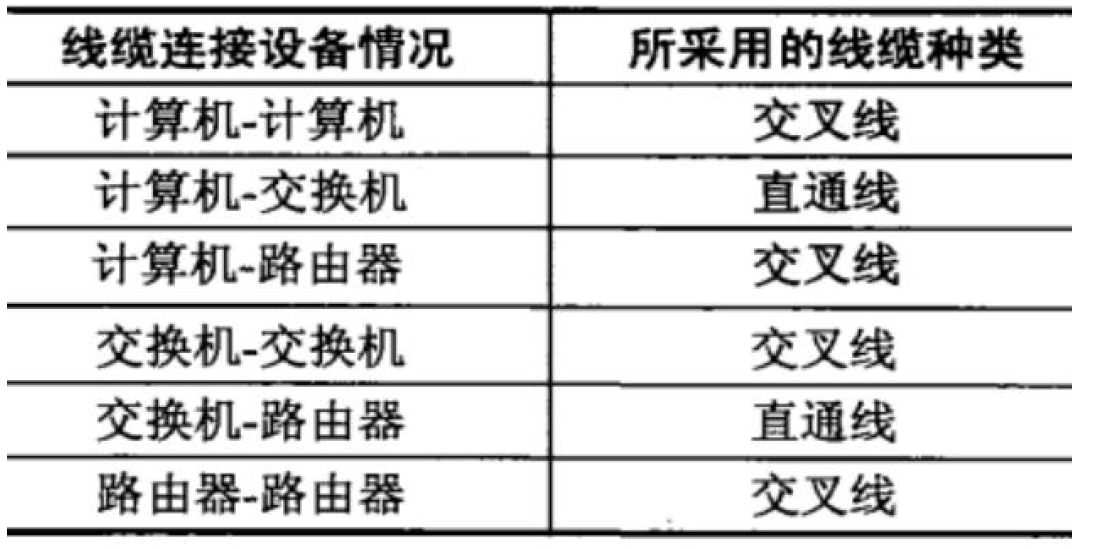 线缆连接设备情况 所采用的线缆种类
计算机-计算机 交叉线
计算机-交换机 直通线
计算机-路由器 交叉线
交换机-交换机 交叉线
交换机-路由器 直通线
路由器-路由器 交叉线